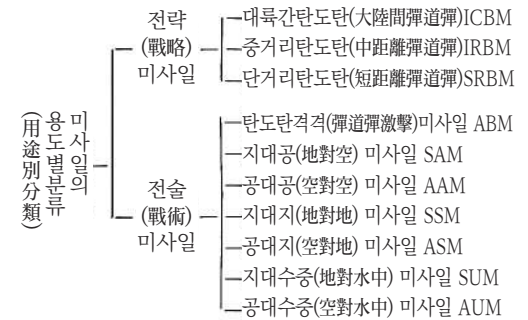 미사일의
용도별분류
(用途別分類)
전략
(戰略)
미사일
대륙간탄도탄(大陸間彈道彈)ICBM
중거리탄도탄(中距離彈道彈)IRBM
단거리탄도탄(短距離彈道彈)SRBM
전술
(戰術)
미사일
탄도탄격격(彈道彈激擊)미사일 ABM
지대공(地對空) 미사일 SAM
공대공(空對空) 미사일 AAM
지대지(地對地) 미사일 SSM
공대지(空對地) 미사일 ASM
지대수중(地對水中) 미사일 SUM
공대수중(空對水中) 미사일 AUM